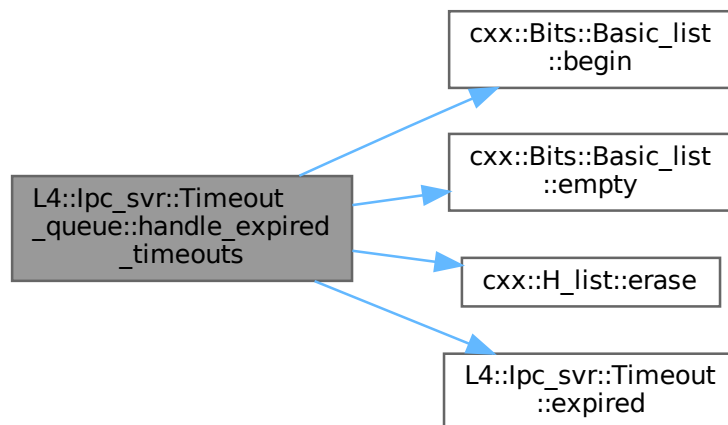 L4::Ipc_svr::Timeout
_queue::handle_expired
_timeouts
cxx::Bits::Basic_list
::begin
cxx::Bits::Basic_list
::empty
cxx::H_list::erase
L4::Ipc_svr::Timeout
::expired